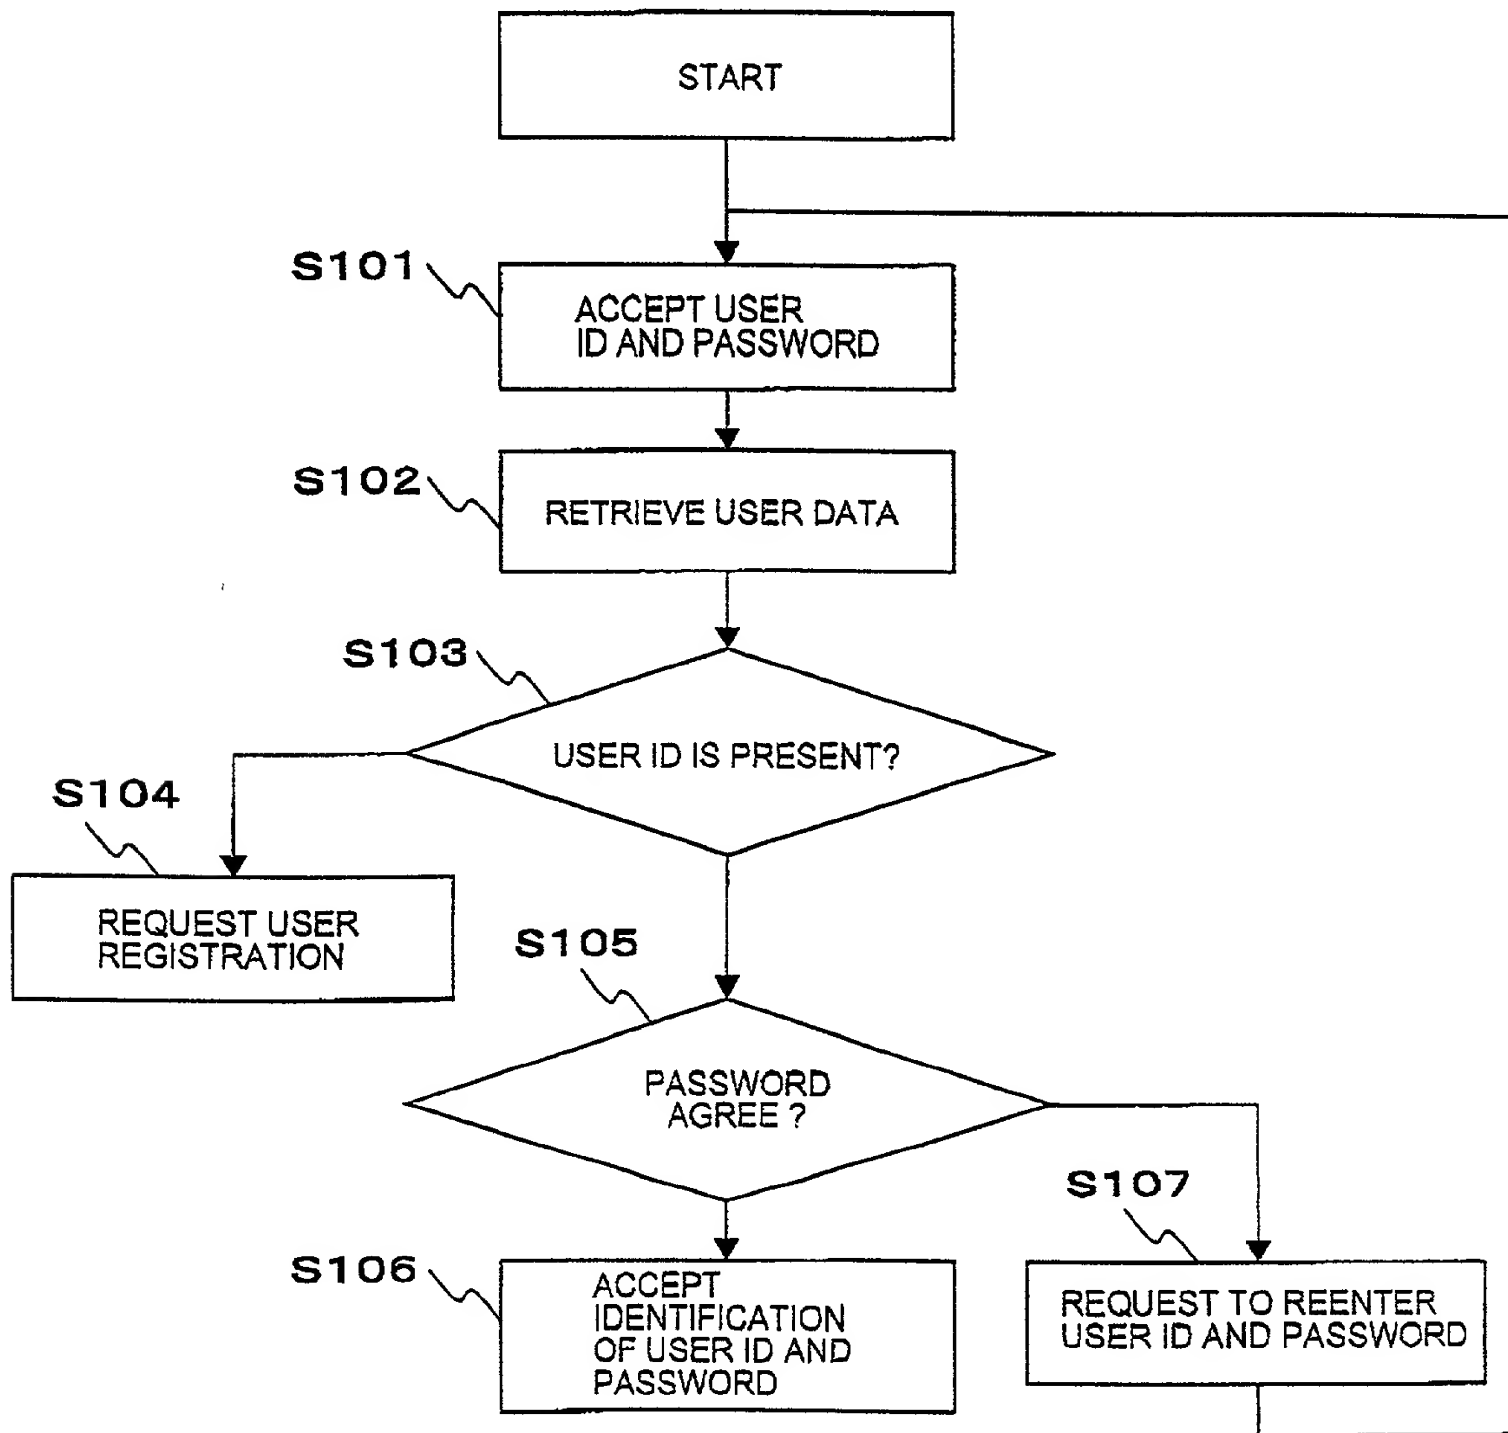 START
S101
ACCEPT USER
ID AND PASSWORD
S102
RETRIEVE USER DATA
S103
USER ID IS PRESENT?
S104
REQUEST USER
REGISTRATION
S105
PASSWORD
AGREE ?
S106
ACCEPT
IDENTIFICATION
OF USER ID AND
PASSWORD
S107
REQUEST TO REENTER
USER ID AND PASSWORD